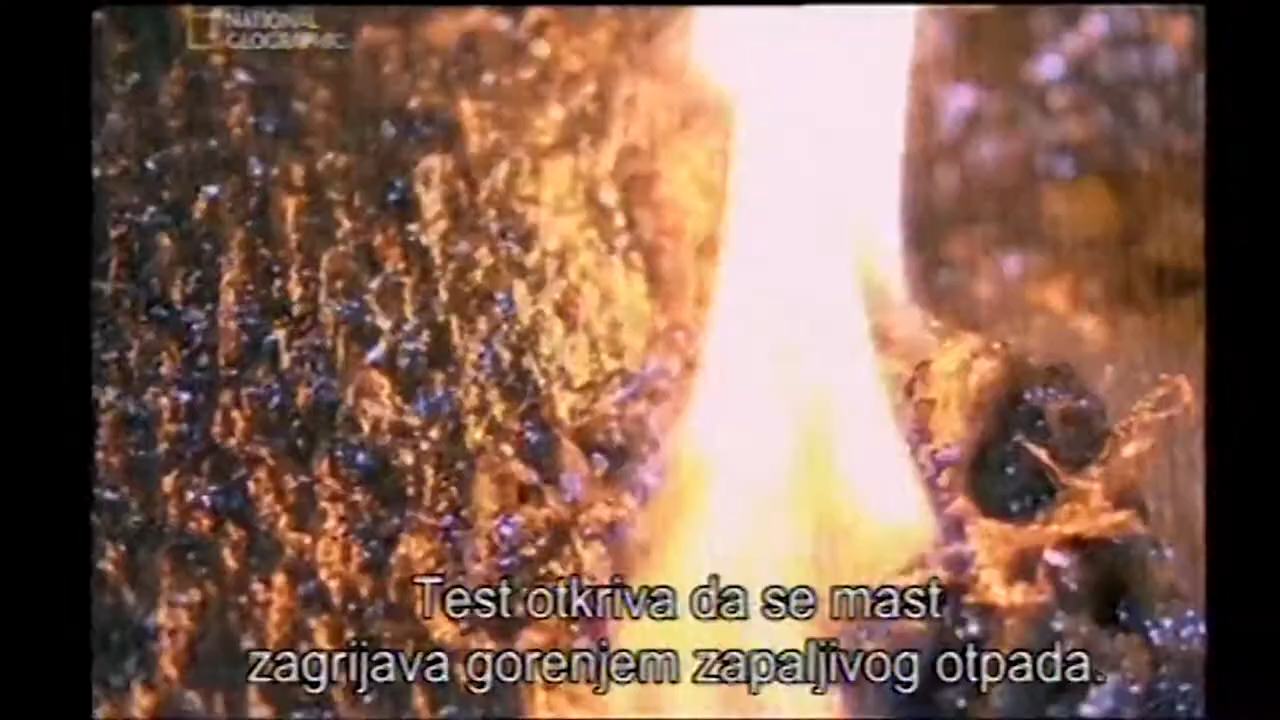 NATIONAL
GEOGRAPHIC
Test otkriva da se mast
zagrijava gorenjem zapaljivog otpada.